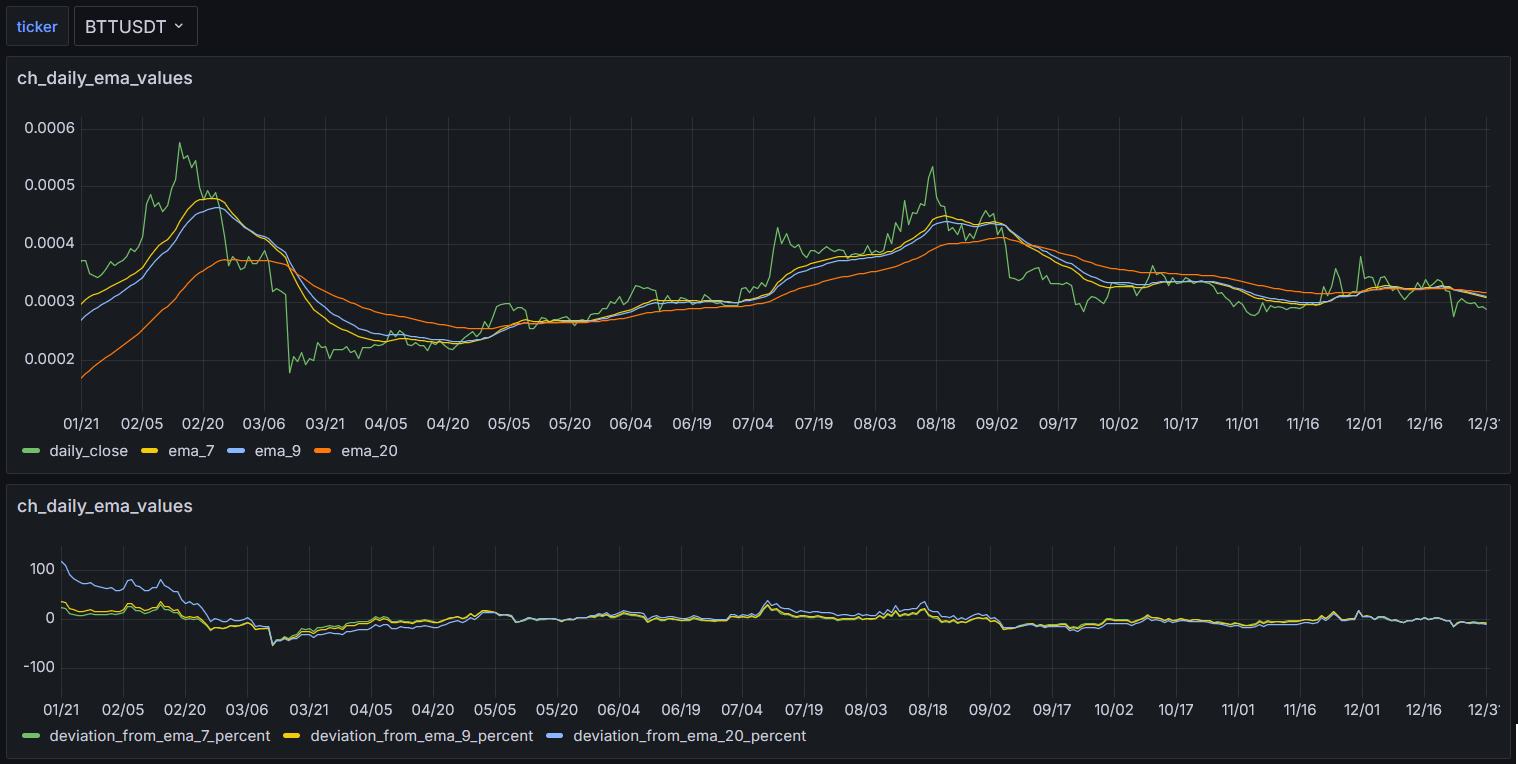 ticker BTTUSDT
ch_daily_ema_values
0.0006
0.0005
0.0004
0.0003
0.0002
01/21 02/05 02/20 03/06 03/21 04/05 04/20 05/05 05/20 06/04 06/19 07/04 07/19 08/03 08/18 09/02 09/17 10/02 10/17 11/01 11/16 12/01 12/16 12/31
daily_close ema_7 ema_9 ema_20
ch_daily_ema_values
100
0
-100
01/21 02/05 02/20 03/06 03/21 04/05 04/20 05/05 05/20 06/04 06/19 07/04 07/19 08/03 08/18 09/02 09/17 10/02 10/17 11/01 11/16 12/01 12/16 12/31
deviation_from_ema_7_percent deviation_from_ema_9_percent deviation_from_ema_20_percent